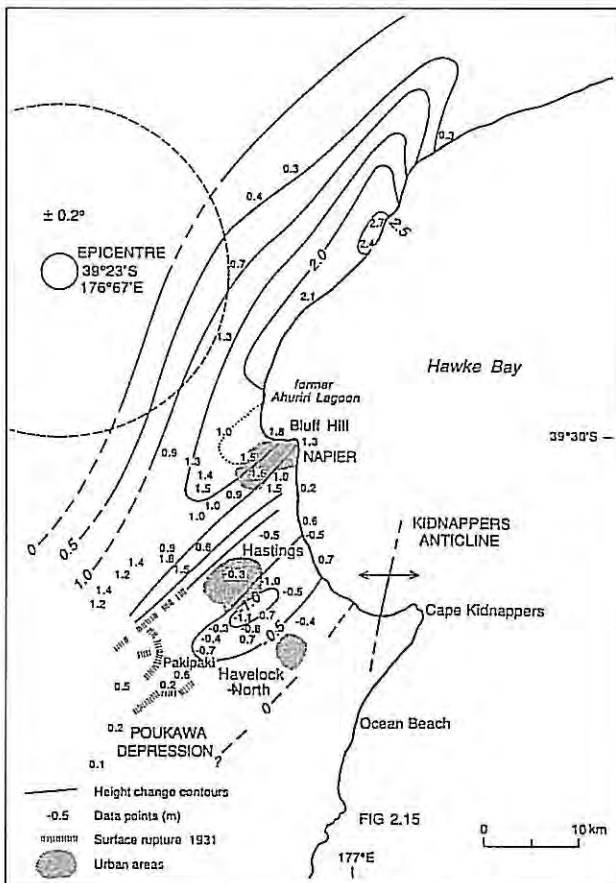 0.3
0.3
0.4
± 0.2°
EPICENTRE
39°23'S
176°67'E
2.7
2.5
2.4
0.7
2.0
2.1
1.3
Hawke Bay
former
Ahuriri Lagoon
1.0
1.8
Bluff Hill
1.3
39°30'S
NAPIER
0.9
1.5
1.3
1.4
1.6
1.0
1.5
0.9
1.5
0.2
0
1.0
0.5
0.6
1.0
-0.5
-0.5
KIDNAPPERS
ANTICLINE
0.9
0.6
0.7
1.8
1.2
1.5
Hastings
1.4
1.4
1.2
-0.3
-1.0
-0.5
1.0
Cape Kidnappers
-1.1
0.7
-0.3
-0.8
0.5
-0.4
-0.4
0.7
-0.7
Pakipaki
Havelock
-North
0.6
0.5
0.2
0
0.2
POUKAWA
DEPRESSION
?
Ocean Beach
0.1
Height change contours
-0.5 Data points (m)
FIG 2.15
Surface rupture 1931
0 10km
Urban areas
177°E